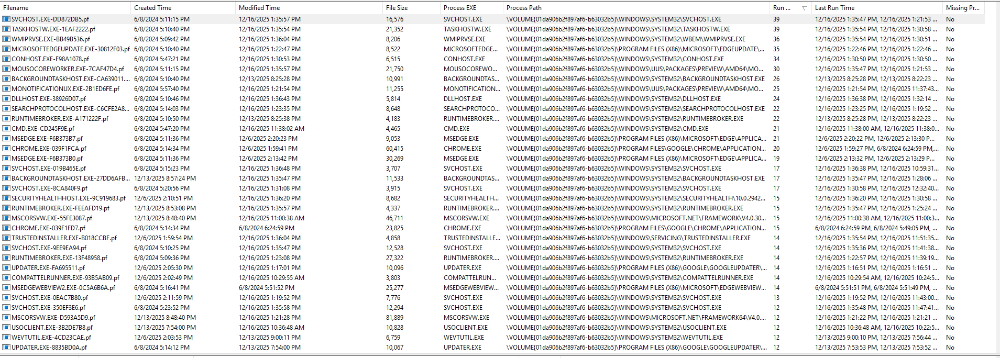 Filename Created Time Modified Time File Size Process EXE Process Path Run ... Last Run Time Missing Pr...
SVCHOST.EXE-DD872DB5.pf 6/8/2024 5:11:15 PM 12/16/2025 1:35:57 PM 16,576 SVCHOST.EXE \VOLUME{01da906b2f897af6-b63032b5}\WINDOWS\SYSTEM32\SVCHOST.EXE 39 12/16/2025 1:35:47 PM, 12/16/2025 1:21:53 ... No
TASKHOSTW.EXE-1EAF2222.pf 6/8/2024 5:10:40 PM 12/16/2025 1:35:54 PM 21,352 TASKHOSTW.EXE \VOLUME{01da906b2f897af6-b63032b5}\WINDOWS\SYSTEM32\TASKHOSTW.EXE 39 12/16/2025 1:35:54 PM, 12/16/2025 1:30:58 ... No
WMIPRVSE.EXE-BB49B536.pf 6/8/2024 5:09:42 PM 12/16/2025 1:36:04 PM 8,206 WMIPRVSE.EXE \VOLUME{01da906b2f897af6-b63032b5}\WINDOWS\SYSTEM32\WBEM\WMIPRVSE.EXE 36 12/16/2025 1:35:54 PM, 12/16/2025 1:30:51 ... No
MICROSOFTEDGEUPDATE.EXE-30812F03.pf 6/8/2024 5:10:40 PM 12/16/2025 1:22:47 PM 8,522 MICROSOFTEDGE... \VOLUME{01da906b2f897af6-b63032b5}\PROGRAM FILES (X86)\MICROSOFT\EDGEUPDATE\... 35 12/16/2025 1:22:46 PM, 12/16/2025 1:22:46 ... No
CONHOST.EXE-F98A1078.pf 6/8/2024 5:47:21 PM 12/16/2025 1:30:53 PM 6,515 CONHOST.EXE \VOLUME{01da906b2f897af6-b63032b5}\WINDOWS\SYSTEM32\CONHOST.EXE 34 12/16/2025 1:30:50 PM, 12/16/2025 1:30:50 ... No
MOUSOCOREWORKER.EXE-7CAF47D4.pf 6/8/2024 5:11:15 PM 12/16/2025 1:35:57 PM 21,750 MOUSOCOREWO... \VOLUME{01da906b2f897af6-b63032b5}\WINDOWS\UUS\PACKAGES\PREVIEW\AMD64\MO... 30 12/16/2025 1:35:47 PM, 12/16/2025 1:21:53 ... No
BACKGROUNDTASKHOST.EXE-CA639011.... 6/8/2024 5:10:40 PM 12/13/2025 8:25:28 PM 10,991 BACKGROUNDTAS... \VOLUME{01da906b2f897af6-b63032b5}\WINDOWS\SYSTEM32\BACKGROUNDTASKHOST.EXE 26 12/13/2025 8:25:28 PM, 12/13/2025 8:22:23 ... No
MONOTIFICATIONUX.EXE-2B1ED6FE.pf 6/8/2024 5:57:40 PM 12/16/2025 1:21:54 PM 11,255 MONOTIFICATION... \VOLUME{01da906b2f897af6-b63032b5}\WINDOWS\UUS\PACKAGES\PREVIEW\AMD64\MO... 25 12/16/2025 1:21:54 PM, 12/16/2025 11:37:43... No
DLLHOST.EXE-38926D07.pf 6/8/2024 5:10:46 PM 12/16/2025 1:36:43 PM 5,814 DLLHOST.EXE \VOLUME{01da906b2f897af6-b63032b5}\WINDOWS\SYSTEM32\DLLHOST.EXE 24 12/16/2025 1:36:38 PM, 12/16/2025 1:32:14 ... No
SEARCHPROTOCOLHOST.EXE-C6CFE2A8... 6/8/2024 5:14:03 PM 12/16/2025 1:23:35 PM 8,648 SEARCHPROTOCO... \VOLUME{01da906b2f897af6-b63032b5}\WINDOWS\SYSTEM32\SEARCHPROTOCOLHOST.EXE 22 12/16/2025 1:23:25 PM, 12/16/2025 1:19:52 ... No
RUNTIMEBROKER.EXE-A171222F.pf 6/8/2024 5:10:50 PM 12/13/2025 8:25:38 PM 4,183 RUNTIMEBROKER.... \VOLUME{01da906b2f897af6-b63032b5}\WINDOWS\SYSTEM32\RUNTIMEBROKER.EXE 22 12/13/2025 8:25:28 PM, 12/13/2025 8:22:23 ... No
CMD.EXE-CD245F9E.pf 6/8/2024 5:47:20 PM 12/16/2025 11:38:02 AM 4,465 CMD.EXE \VOLUME{01da906b2f897af6-b63032b5}\WINDOWS\SYSTEM32\CMD.EXE 21 12/16/2025 11:38:00 AM, 12/16/2025 11:38:0... No
MSEDGE.EXE-F6B373B7.pf 6/8/2024 5:11:36 PM 12/6/2025 2:20:23 PM 9,053 MSEDGE.EXE \VOLUME{01da906b2f897af6-b63032b5}\PROGRAM FILES (X86)\MICROSOFT\EDGE\APPLICA... 21 12/6/2025 2:20:22 PM, 12/6/2025 2:13:30 P... No
CHROME.EXE-039F1FCA.pf 6/8/2024 5:14:34 PM 12/6/2025 1:59:41 PM 60,415 CHROME.EXE \VOLUME{01da906b2f897af6-b63032b5}\PROGRAM FILES\GOOGLE\CHROME\APPLICATION... 20 12/6/2025 1:59:27 PM, 6/8/2024 6:24:59 PM,... No
MSEDGE.EXE-F6B373B0.pf 6/8/2024 5:11:36 PM 12/6/2025 2:13:42 PM 30,269 MSEDGE.EXE \VOLUME{01da906b2f897af6-b63032b5}\PROGRAM FILES (X86)\MICROSOFT\EDGE\APPLICA... 19 12/6/2025 2:13:32 PM, 12/6/2025 2:13:29 P... No
SVCHOST.EXE-019B465E.pf 6/8/2024 5:15:23 PM 12/16/2025 1:36:48 PM 3,707 SVCHOST.EXE \VOLUME{01da906b2f897af6-b63032b5}\WINDOWS\SYSTEM32\SVCHOST.EXE 17 12/16/2025 1:36:38 PM, 12/16/2025 10:59:31... No
BACKGROUNDTASKHOST.EXE-27DD6AFB... 12/13/2025 8:57:24 PM 12/16/2025 1:35:47 PM 11,533 BACKGROUNDTAS... \VOLUME{01da906b2f897af6-b63032b5}\WINDOWS\SYSTEM32\BACKGROUNDTASKHOST.EXE 17 12/16/2025 1:35:47 PM, 12/16/2025 1:28:06 ... No
SVCHOST.EXE-8CA840F9.pf 6/8/2024 5:20:56 PM 12/16/2025 1:31:08 PM 3,915 SVCHOST.EXE \VOLUME{01da906b2f897af6-b63032b5}\WINDOWS\SYSTEM32\SVCHOST.EXE 17 12/16/2025 1:30:58 PM, 12/16/2025 12:32:40... No
SECURITYHEALTHHOST.EXE-9C919683.pf 12/6/2025 2:10:51 PM 12/16/2025 1:36:20 PM 8,682 SECURITYHEALTH... \VOLUME{01da906b2f897af6-b63032b5}\WINDOWS\SYSTEM32\SECURITYHEALTH\10.0.2942... 15 12/16/2025 1:36:20 PM, 12/16/2025 1:30:58 ... No
RUNTIMEBROKER.EXE-FEEAFD19.pf 12/13/2025 8:53:08 PM 12/16/2025 1:35:57 PM 4,337 RUNTIMEBROKER.... \VOLUME{01da906b2f897af6-b63032b5}\WINDOWS\SYSTEM32\RUNTIMEBROKER.EXE 15 12/16/2025 1:35:47 PM, 12/16/2025 1:25:24 ... No
MSCORSVW.EXE-55FE3087.pf 12/13/2025 8:48:40 PM 12/16/2025 11:00:38 AM 46,711 MSCORSVW.EXE \VOLUME{01da906b2f897af6-b63032b5}\WINDOWS\MICROSOFT.NET\FRAMEWORK\V4.0.30... 15 12/16/2025 11:00:38 AM, 12/16/2025 11:00:3... No
CHROME.EXE-039F1FD7.pf 6/8/2024 5:14:34 PM 6/8/2024 6:24:59 PM 23,825 CHROME.EXE \VOLUME{01da906b2f897af6-b63032b5}\PROGRAM FILES\GOOGLE\CHROME\APPLICATION... 15 6/8/2024 6:24:59 PM, 6/8/2024 5:49:05 PM, ... No
TRUSTEDINSTALLER.EXE-B018CCBF.pf 12/6/2025 1:59:54 PM 12/16/2025 1:36:04 PM 4,858 TRUSTEDINSTALLE... \VOLUME{01da906b2f897af6-b63032b5}\WINDOWS\SERVICING\TRUSTEDINSTALLER.EXE 14 12/16/2025 1:35:54 PM, 12/16/2025 11:51:35... No
SVCHOST.EXE-9EE9EA94.pf 6/8/2024 5:10:25 PM 12/16/2025 1:35:47 PM 12,528 SVCHOST.EXE \VOLUME{01da906b2f897af6-b63032b5}\WINDOWS\SYSTEM32\SVCHOST.EXE 14 12/16/2025 1:35:36 PM, 12/16/2025 11:41:38... No
RUNTIMEBROKER.EXE-13F48958.pf 6/8/2024 5:09:36 PM 12/16/2025 1:23:08 PM 27,322 RUNTIMEBROKER.... \VOLUME{01da906b2f897af6-b63032b5}\WINDOWS\SYSTEM32\RUNTIMEBROKER.EXE 14 12/16/2025 1:22:57 PM, 12/16/2025 11:39:19... No
UPDATER.EXE-FA695511.pf 12/6/2025 2:05:30 PM 12/16/2025 1:17:01 PM 10,096 UPDATER.EXE \VOLUME{01da906b2f897af6-b63032b5}\PROGRAM FILES (X86)\GOOGLE\GOOGLEUPDATER\... 14 12/16/2025 1:16:51 PM, 12/16/2025 1:16:51 ... No
COMPATTELRUNNER.EXE-93B5AB09.pf 12/6/2025 2:02:49 PM 12/16/2025 10:29:55 AM 3,803 COMPATTELRUN... \VOLUME{01da906b2f897af6-b63032b5}\WINDOWS\SYSTEM32\COMPATTELRUNNER.EXE 14 12/16/2025 10:29:54 AM, 12/16/2025 10:24:5... No
MSEDGEWEBVIEW2.EXE-0C5A6B6A.pf 6/8/2024 5:16:41 PM 6/8/2024 5:51:52 PM 25,277 MSEDGEWEBVIEW... \VOLUME{01da906b2f897af6-b63032b5}\PROGRAM FILES (X86)\MICROSOFT\EDGEWEBVIEW... 14 6/8/2024 5:51:51 PM, 6/8/2024 5:51:49 PM, ... No
SVCHOST.EXE-0EAC7B80.pf 12/6/2025 2:11:59 PM 12/16/2025 1:19:52 PM 7,776 SVCHOST.EXE \VOLUME{01da906b2f897af6-b63032b5}\WINDOWS\SYSTEM32\SVCHOST.EXE 13 12/16/2025 1:19:52 PM, 12/16/2025 11:43:00... No
SVCHOST.EXE-350EF3E6.pf 6/8/2024 5:23:52 PM 12/16/2025 1:35:58 PM 12,294 SVCHOST.EXE \VOLUME{01da906b2f897af6-b63032b5}\WINDOWS\SYSTEM32\SVCHOST.EXE 12 12/16/2025 1:35:48 PM, 12/16/2025 11:47:41... No
MSCORSVW.EXE-D593A5D9.pf 12/13/2025 8:48:40 PM 12/16/2025 1:21:28 PM 81,889 MSCORSVW.EXE \VOLUME{01da906b2f897af6-b63032b5}\WINDOWS\MICROSOFT.NET\FRAMEWORK64\V4.0.... 12 12/16/2025 1:21:22 PM, 12/16/2025 1:21:21 ... No
USOCLIENT.EXE-3B2DE7B8.pf 12/13/2025 7:54:00 PM 12/16/2025 10:36:48 AM 10,828 USOCLIENT.EXE \VOLUME{01da906b2f897af6-b63032b5}\WINDOWS\SYSTEM32\USOCLIENT.EXE 12 12/16/2025 10:36:48 AM, 12/16/2025 10:22:5... No
WEVTUTIL.EXE-4CD23CAE.pf 12/6/2025 2:03:53 PM 12/13/2025 9:00:11 PM 6,759 WEVTUTIL.EXE \VOLUME{01da906b2f897af6-b63032b5}\WINDOWS\SYSTEM32\WEVTUTIL.EXE 12 12/13/2025 9:00:10 PM, 12/13/2025 7:56:44 ... No
UPDATER.EXE-8835BD0A.pf 6/8/2024 5:14:12 PM 12/13/2025 7:54:00 PM 10,067 UPDATER.EXE \VOLUME{01da906b2f897af6-b63032b5}\PROGRAM FILES (X86)\GOOGLE\GOOGLEUPDATER\... 12 12/13/2025 7:53:53 PM, 12/13/2025 7:53:52 ... No